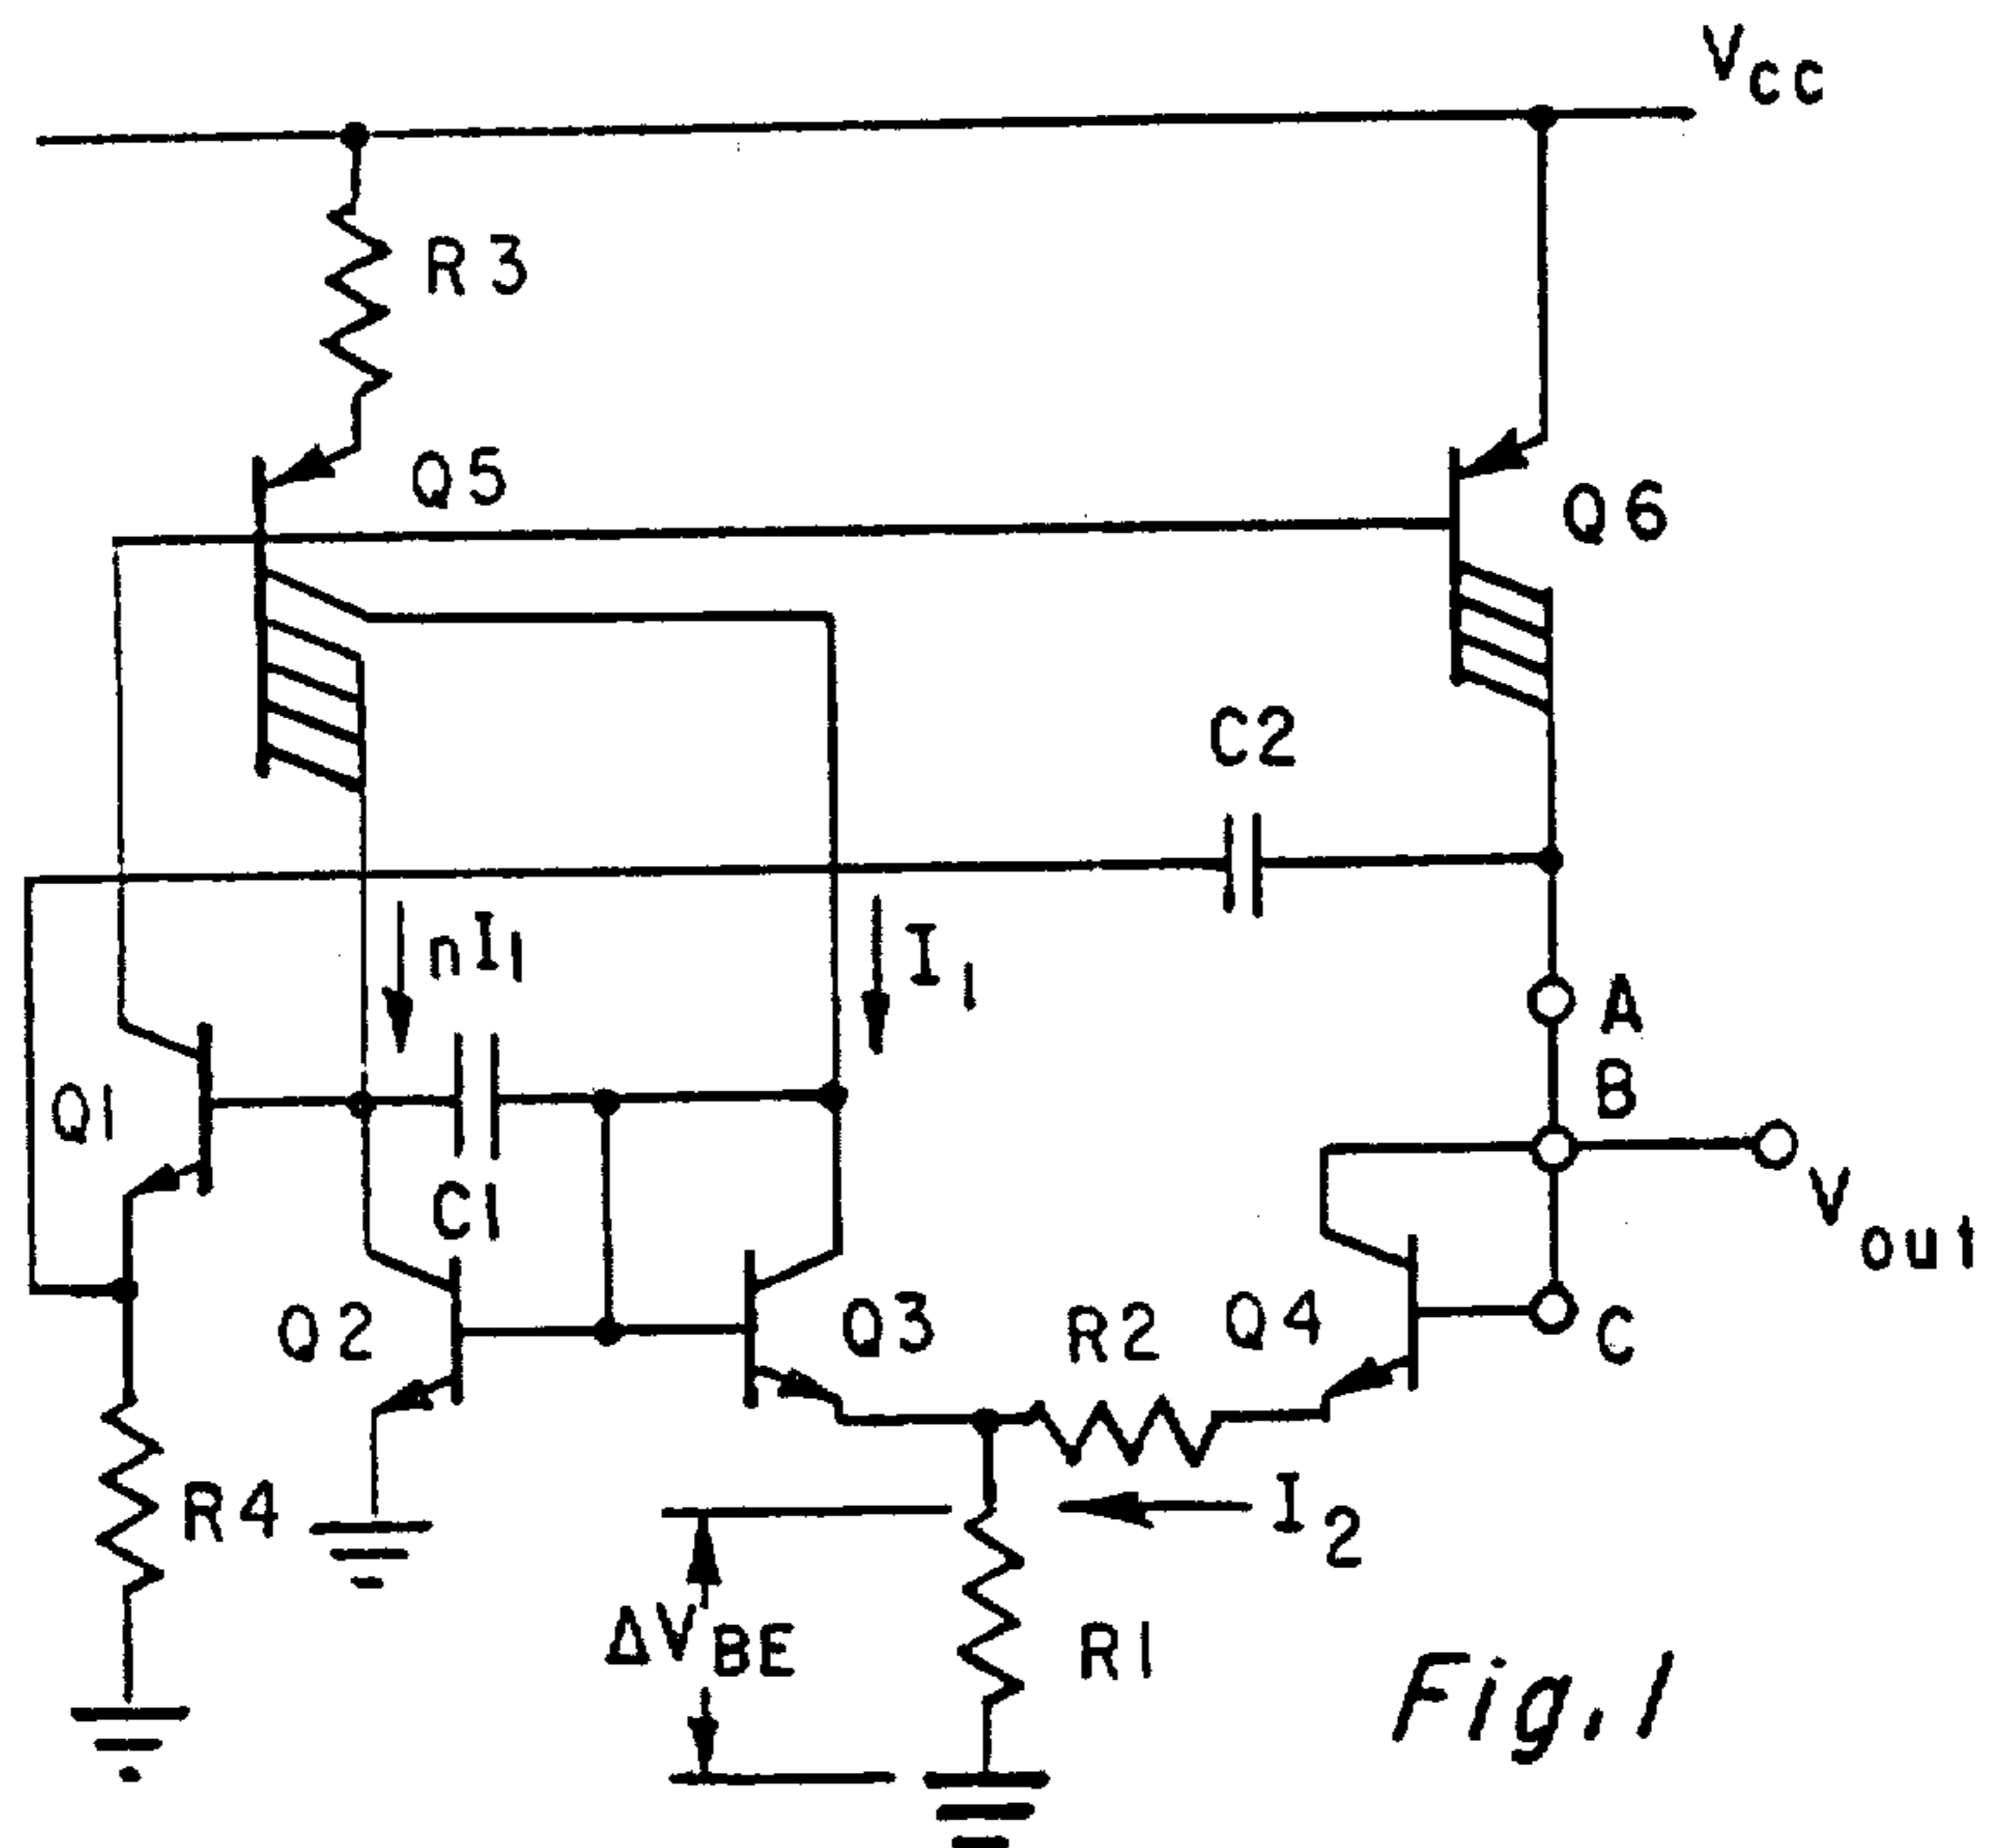 Vcc
R3
Q5
Q6
C2
nI1
I1
A
B
Q1
C1
Vout
Q2
Q3
R2
Q4
C
R4
I2
ΔVBE
R1
Fig.1